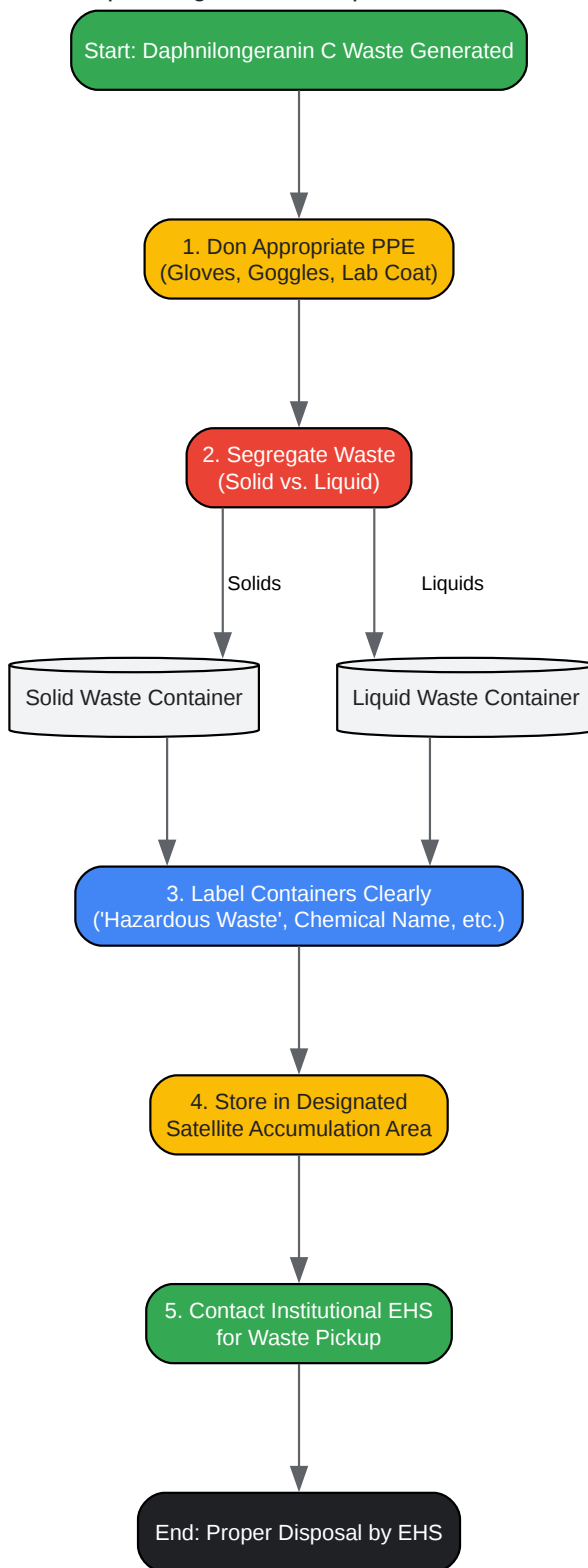 Start: Daphnilongeranin C Waste Generated
1. Don Appropriate PPE
(Gloves, Goggles, Lab Coat)
2. Segregate Waste
(Solid vs. Liquid)
Solids
Liquids
Solid Waste Container
Liquid Waste Container
3. Label Containers Clearly
('Hazardous Waste', Chemical Name, etc.)
4. Store in Designated
Satellite Accumulation Area
5. Contact Institutional EHS
for Waste Pickup
End: Proper Disposal by EHS